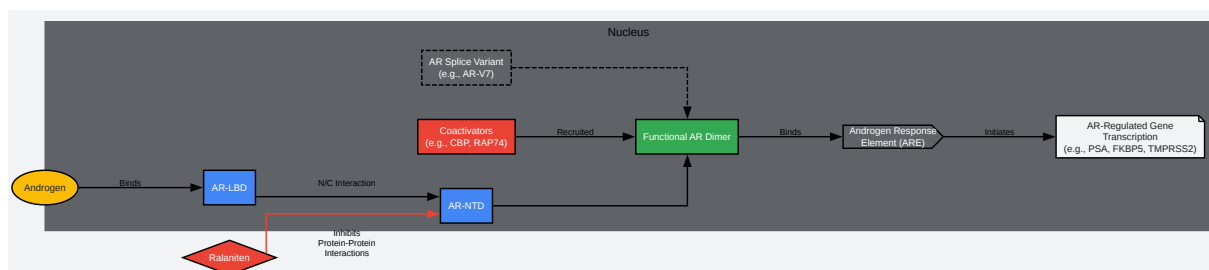 Nucleus
AR Splice Variant
(e.g., AR-V7)
Coactivators
(e.g., CBP, RAP74)
Recruited
Functional AR Dimer
Binds
Androgen Response
Element (ARE)
Initiates
AR-Regulated Gene
Transcription
(e.g., PSA, FKBP5, TMPRSS2)
Androgen
Binds
AR-LBD
N/C Interaction
AR-NTD
Inhibits
Protein-Protein
Interactions
Ralaniten